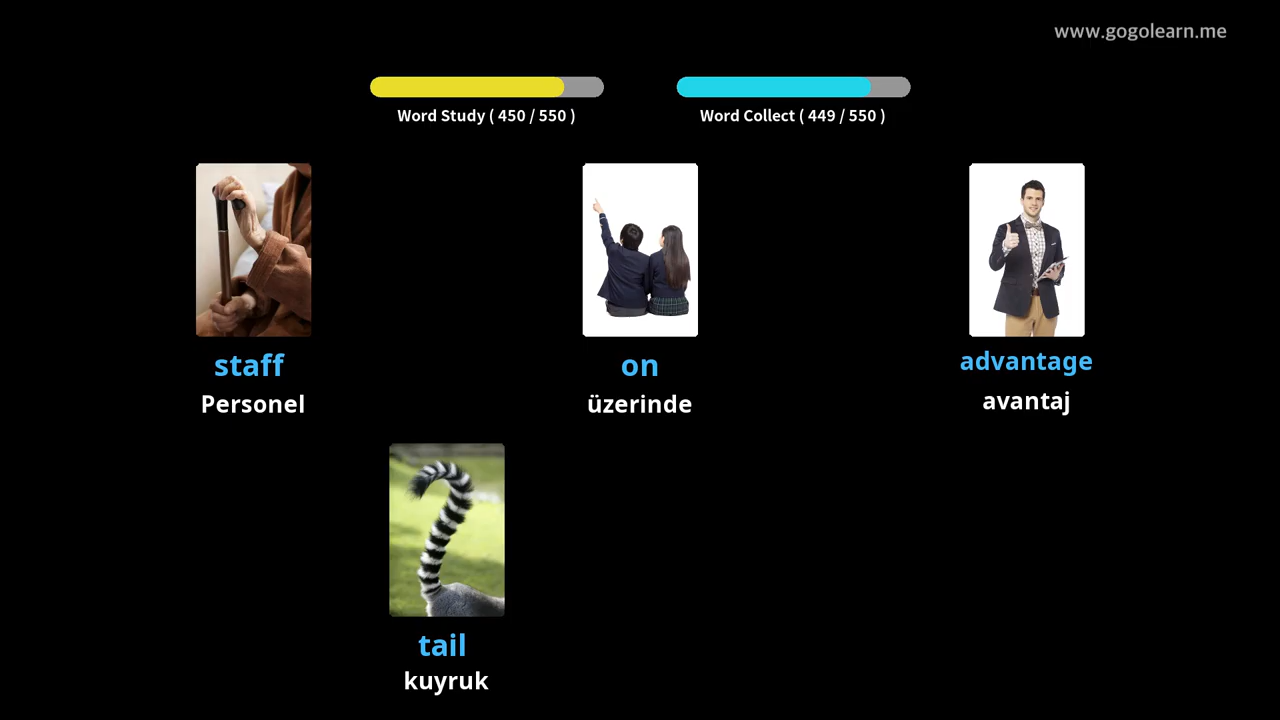 www.gogolearn.me
Word Study ( 450 / 550 )
Word Collect ( 449 / 550 )
staff
Personel
on
üzerinde
advantage
avantaj
tail
kuyruk